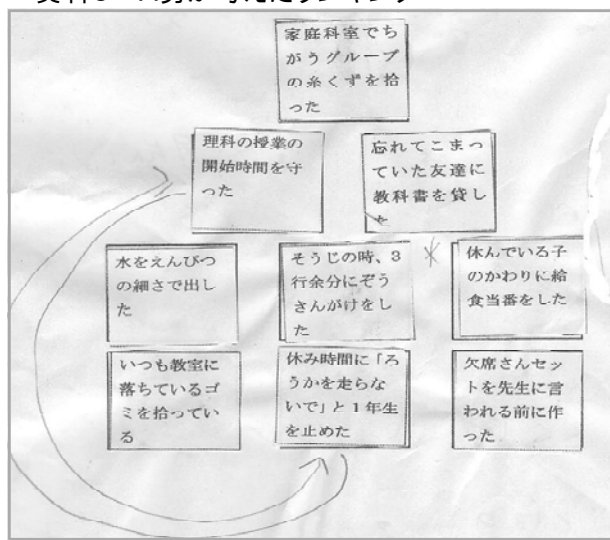 家庭科室でち
がうグループ
の糸くずを拾
った
理科の授業の
開始時間を守
った
忘れてこまっ
ていた友達に
教科書を貸し
た
水をえんぴつ
の細さで出し
た
そうじの時、3
行余分にぞう
きんがけをし
た
休んでいる子
のかわりに給
食当番をした
いつも教室に
落ちているゴ
ミを拾ってい
る
休み時間に「ろ
うかを走らな
いで」と1年生
を止めた
欠席さんセッ
トを先生に言
われる前に作
った